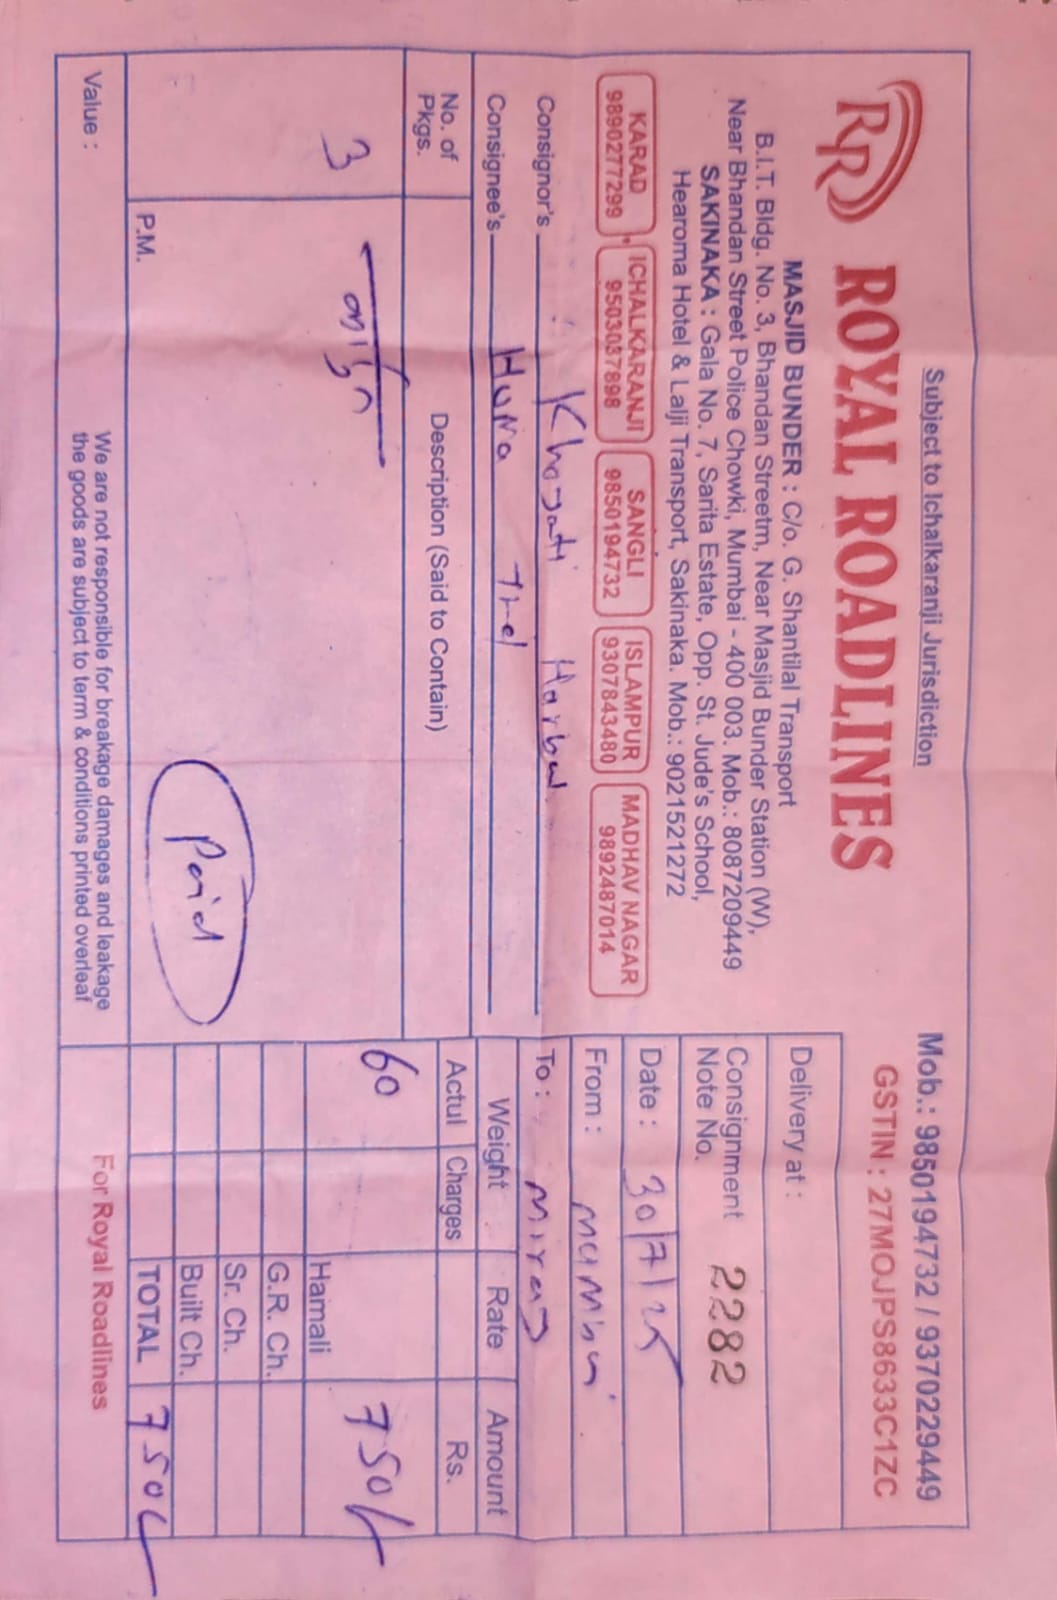 Subject to Ichalkaranji Jurisdiction
Mob.: 9850194732 / 9370229449
GSTIN : 27MOJPS8633C1ZC
RR ROYAL ROADLINES
MASJID BUNDER : C/o. G. Shantilal Transport
B.I.T. Bldg. No. 3, Bhandan Streetm, Near Masjid Bunder Station (W),
Near Bhandan Street Police Chowki, Mumbai - 400 003. Mob.: 8087209449
SAKINAKA : Gala No. 7, Sarita Estate, Opp. St. Jude's School,
Hearoma Hotel & Lalji Transport, Sakinaka. Mob.: 9021521272
KARAD
9890277299
ICHALKARANJI
9503037898
SANGLI
9850194732
ISLAMPUR
9307843480
MADHAV NAGAR
9892487014
Delivery at :
Consignment
Note No. 2282
Date : 30/7/25
From : Mumbai
To : Miraj
Consignor's
Consignee's
No. of
Pkgs.
Description (Said to Contain)
Weight
Rate
Amount
Actul
Charges
Rs.
3
60
750/-
Hamali
G.R. Ch.
Sr. Ch.
Built Ch.
TOTAL 750/-
Paid
P.M.
Value :
We are not responsible for breakage damages and leakage
the goods are subject to term & conditions printed overleaf
For Royal Roadlines